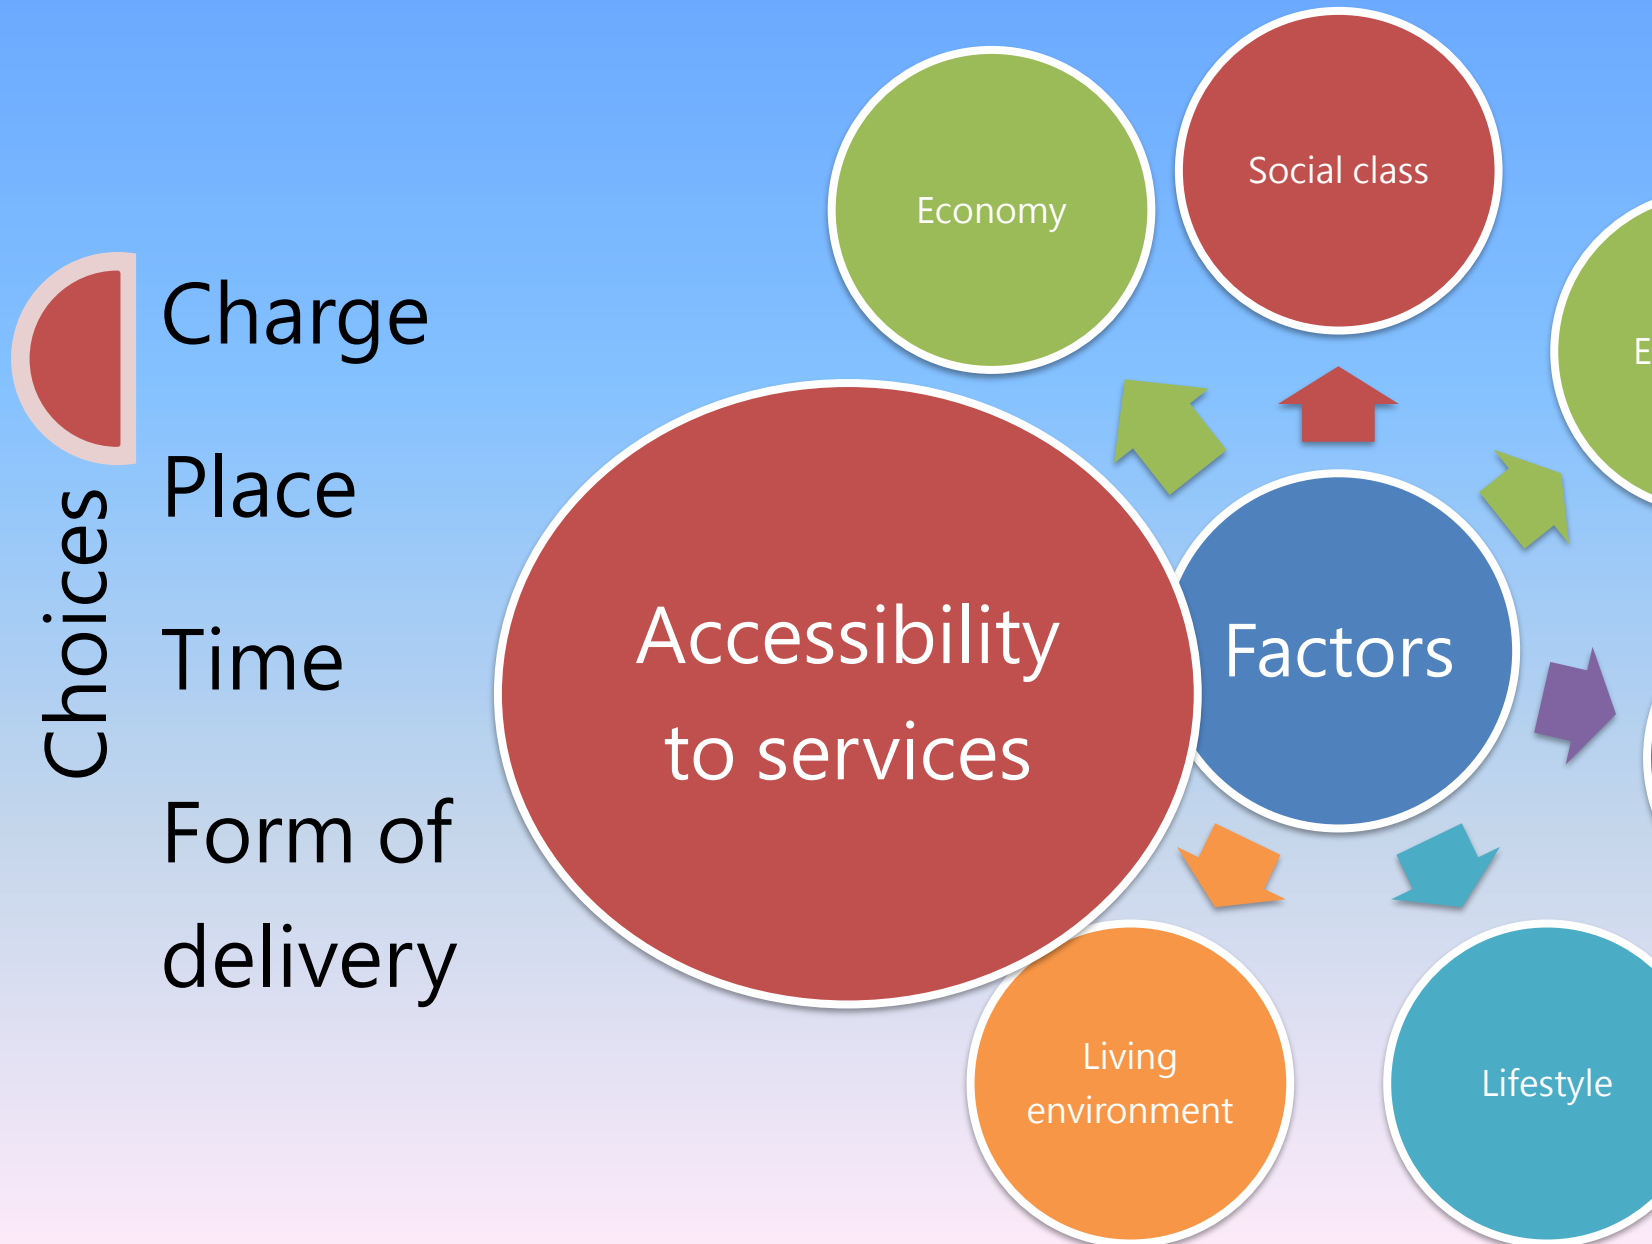 Choices
Charge
Place
Time
Form of
delivery
Accessibility
to services
Factors
Economy
Social class
Living
environment
Lifestyle